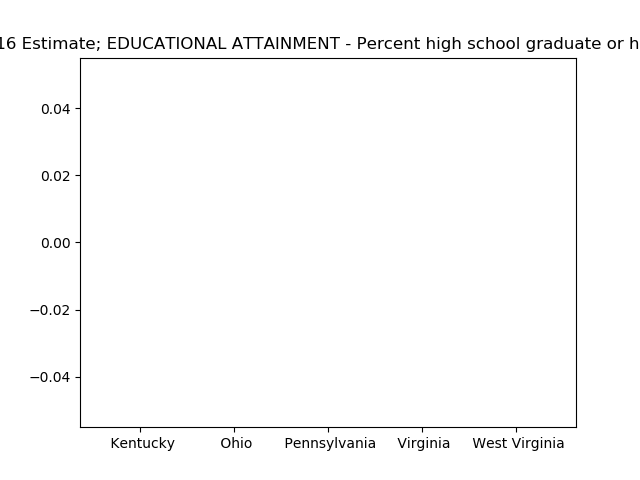 16 Estimate; EDUCATIONAL ATTAINMENT - Percent high school graduate or h
0.04
0.02
0.00
−0.02
−0.04
Kentucky Ohio Pennsylvania Virginia West Virginia